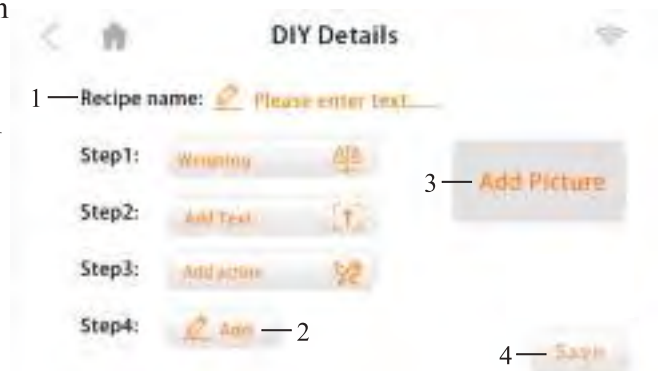 DIY Details
1 Recipe name: Please enter text......
Step1: Weighing
3 Add Picture
Step2: Add Text T
Step3: Add action
Step4: Add 2
4 Save